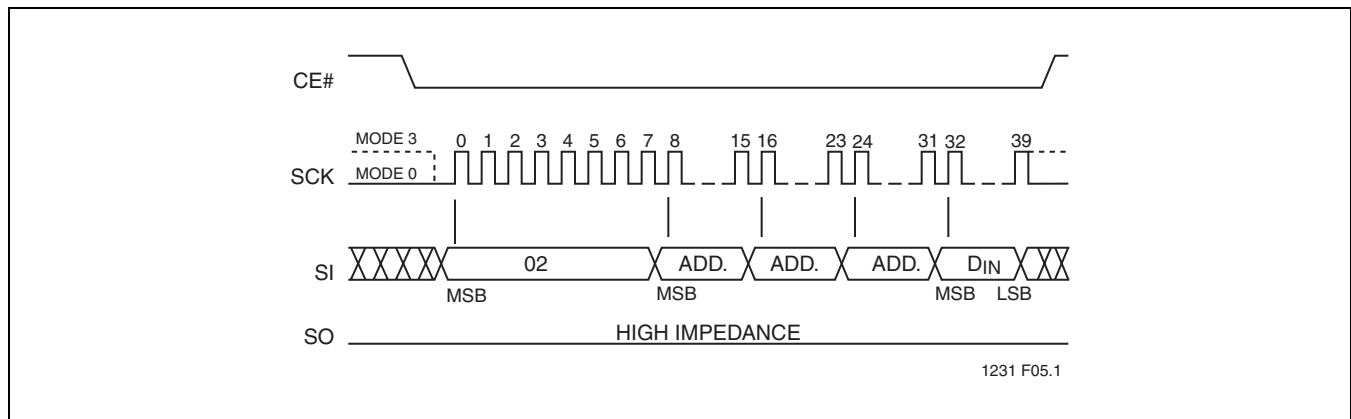 CE#
MODE 3 0 1 2 3 4 5 6 7 8 15 16 23 24 31 32 39
SCK MODE 0
SI 02 ADD. ADD. ADD. DIN
MSB MSB MSB LSB
SO HIGH IMPEDANCE
1231 F05.1